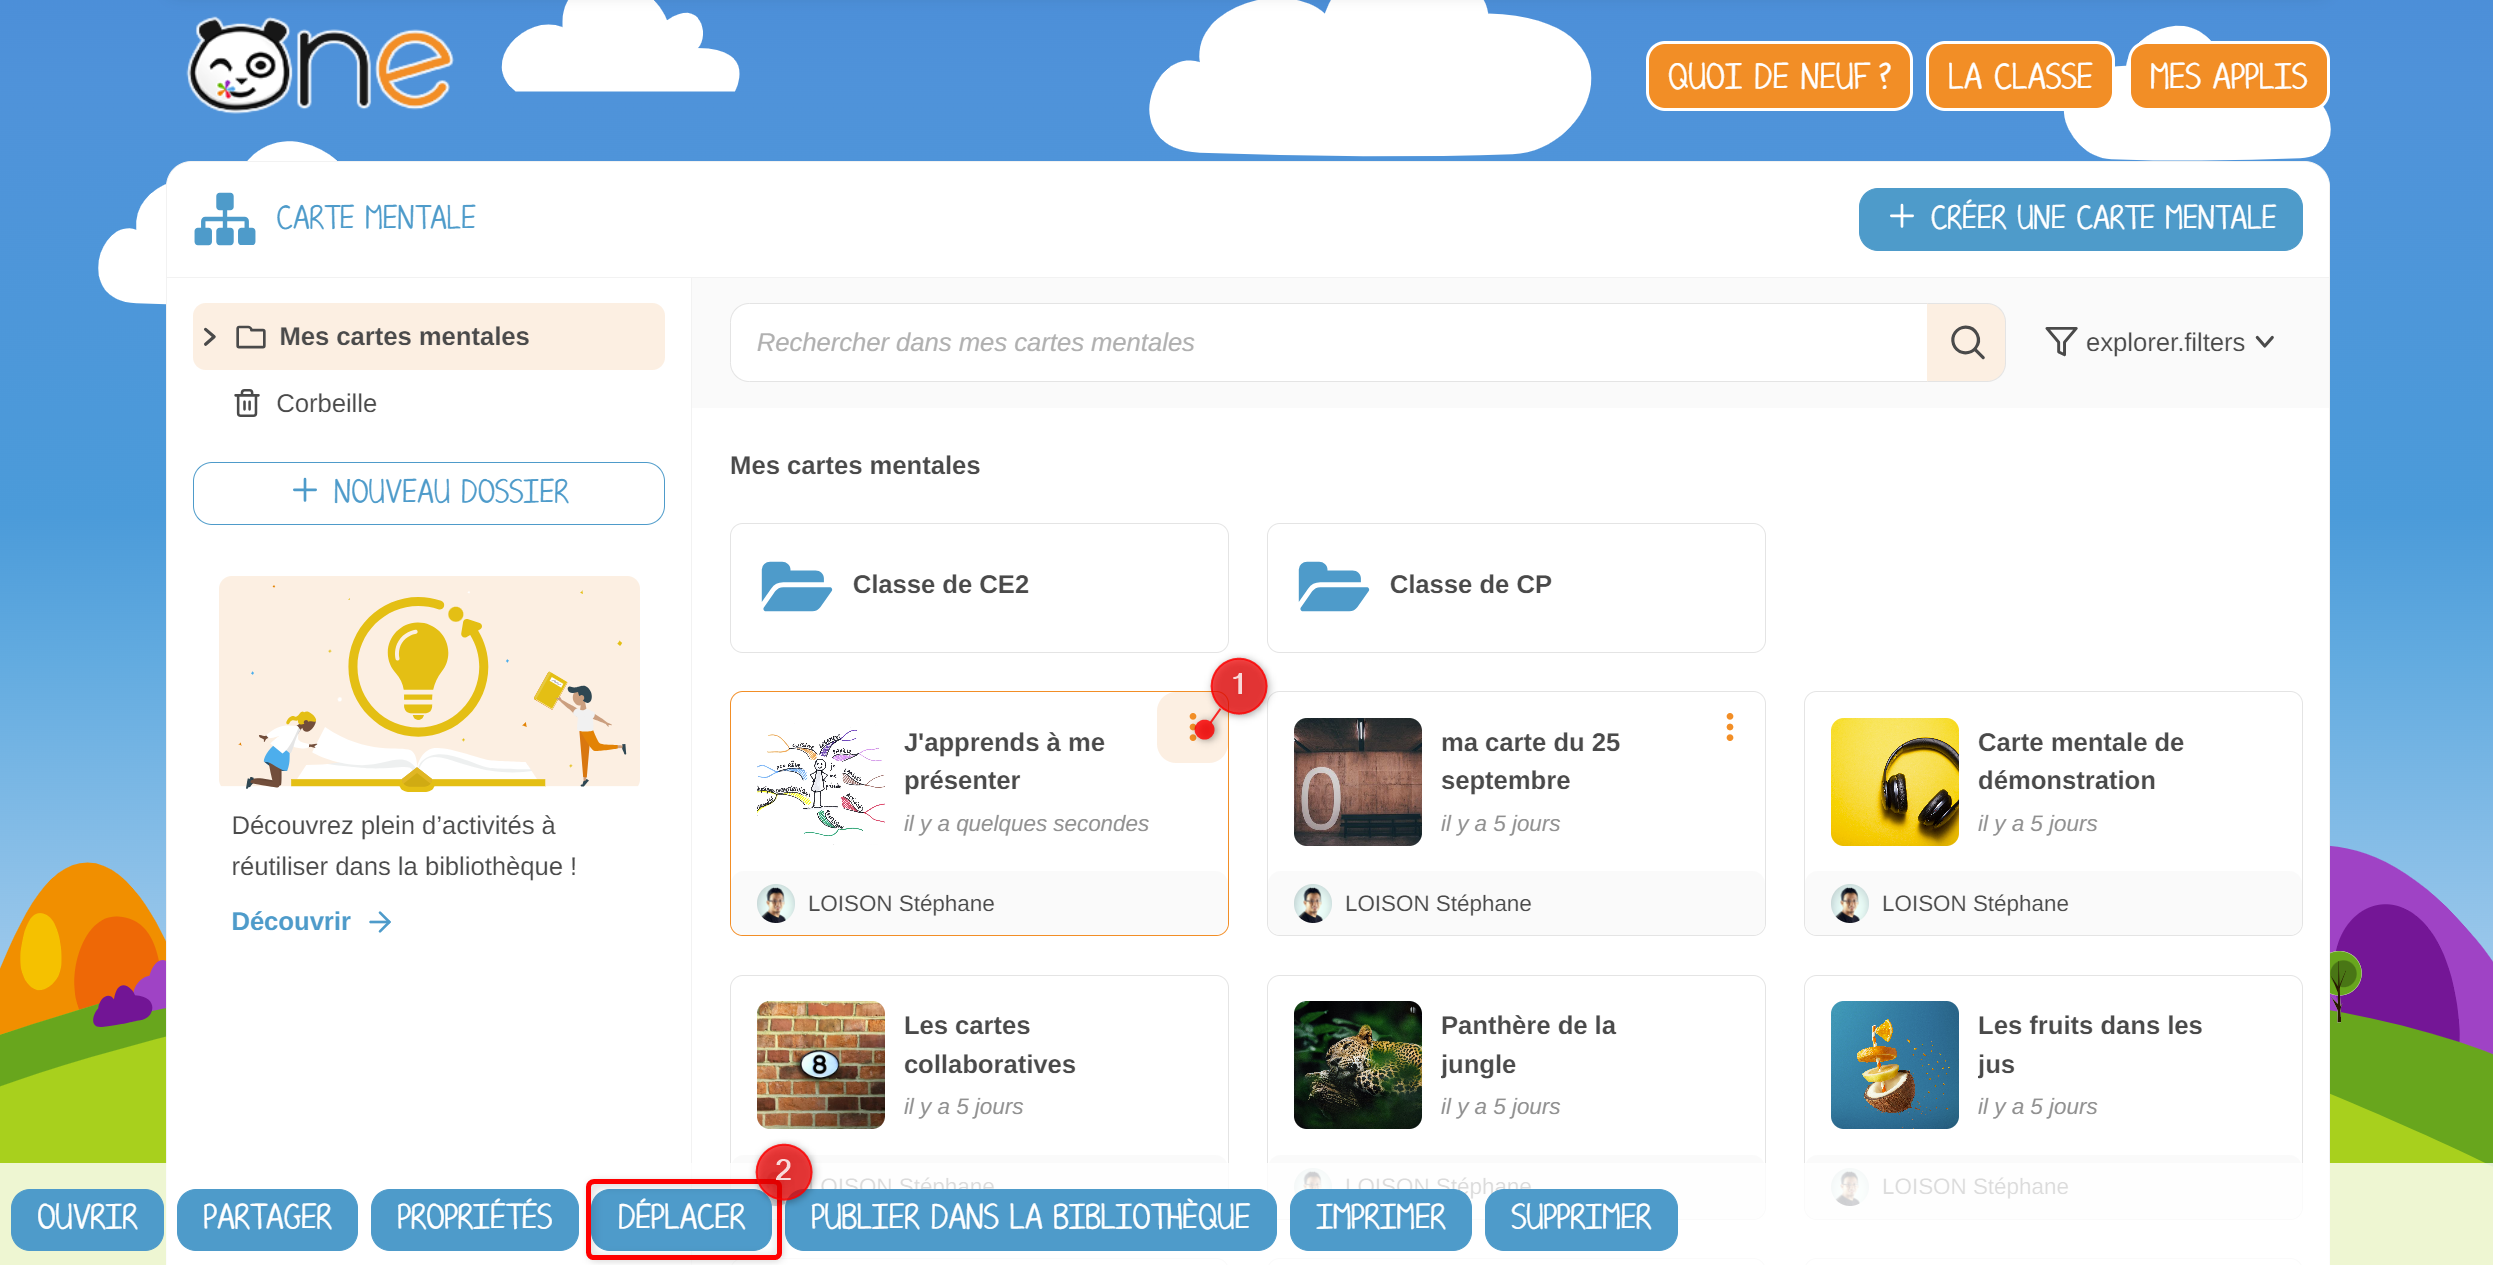 one
QUOI DE NEUF ?
LA CLASSE
MES APPLIS
CARTE MENTALE
+ CRÉER UNE CARTE MENTALE
Mes cartes mentales
Corbeille
+ NOUVEAU DOSSIER
Découvrez plein d’activités à
réutiliser dans la bibliothèque !
Découvrir
Rechercher dans mes cartes mentales
explorer.filters
Mes cartes mentales
Classe de CE2
Classe de CP
1
J'apprends à me
présenter
il y a quelques secondes
LOISON Stéphane
0
ma carte du 25
septembre
il y a 5 jours
LOISON Stéphane
Carte mentale de
démonstration
il y a 5 jours
LOISON Stéphane
8
Les cartes
collaboratives
il y a 5 jours
LOISON Stéphane
Panthère de la
jungle
il y a 5 jours
LOISON Stéphane
Les fruits dans les
jus
il y a 5 jours
LOISON Stéphane
2
OUVRIR
PARTAGER
PROPRIÉTÉS
DÉPLACER
PUBLIER DANS LA BIBLIOTHÈQUE
IMPRIMER
SUPPRIMER